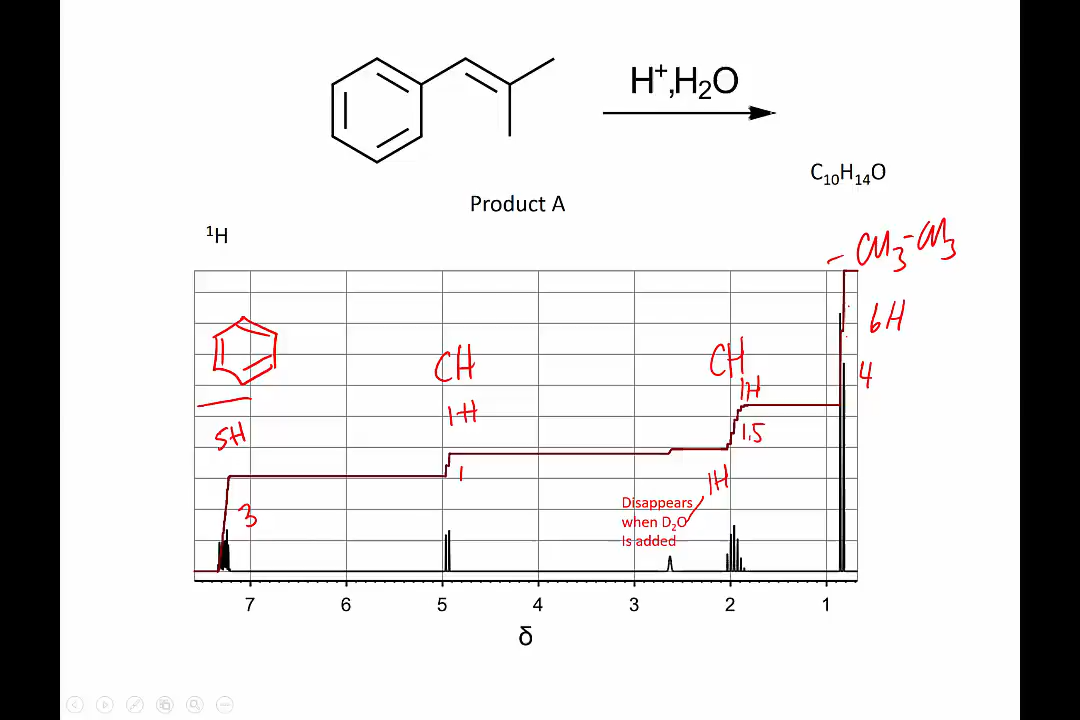 H⁺,H₂O
C₁₀H₁₄O
Product A
¹H
- CH₃-CH₃
6H
4
CH
1H
1
CH
1H
1.5
1H
5H
3
Disappears
when D₂O
Is added
7 6 5 4 3 2 1
δ